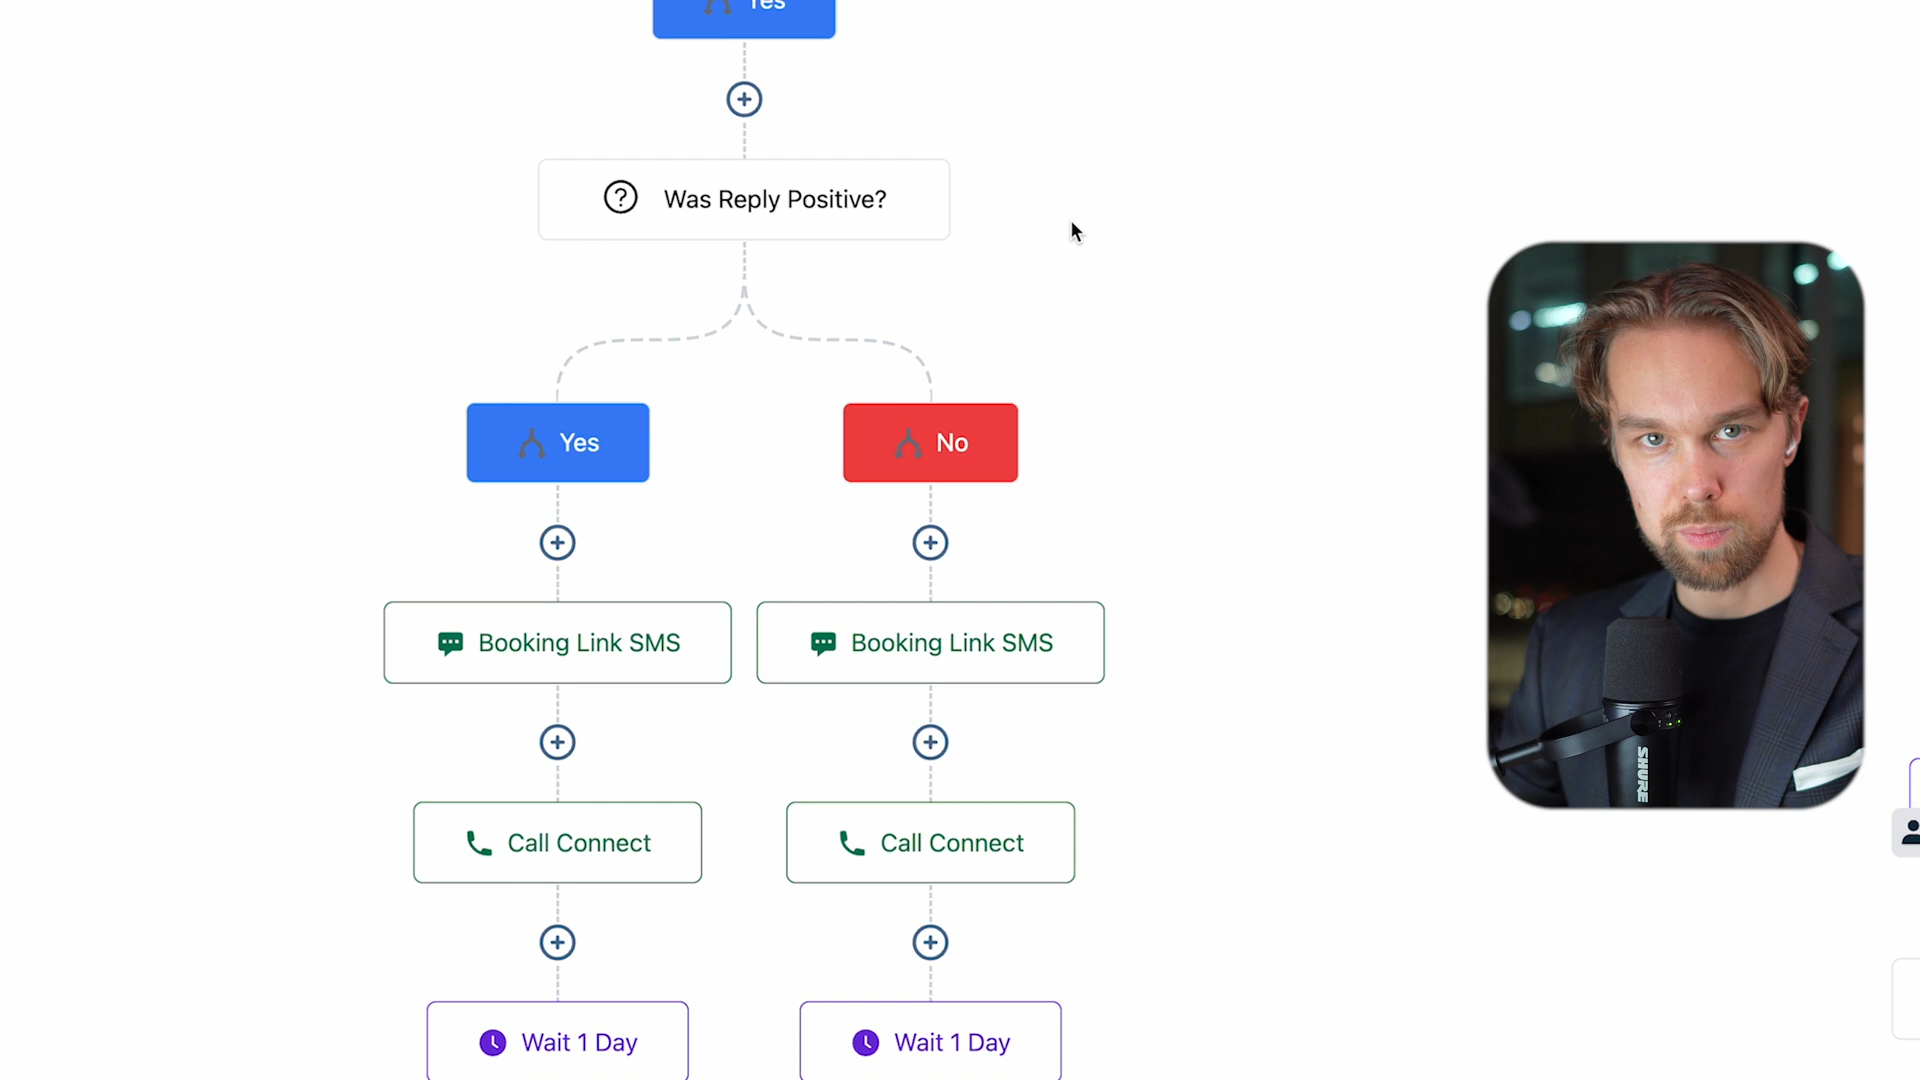 Yes
Was Reply Positive?
Yes
No
Booking Link SMS
Booking Link SMS
Call Connect
Call Connect
Wait 1 Day
Wait 1 Day
SHURE